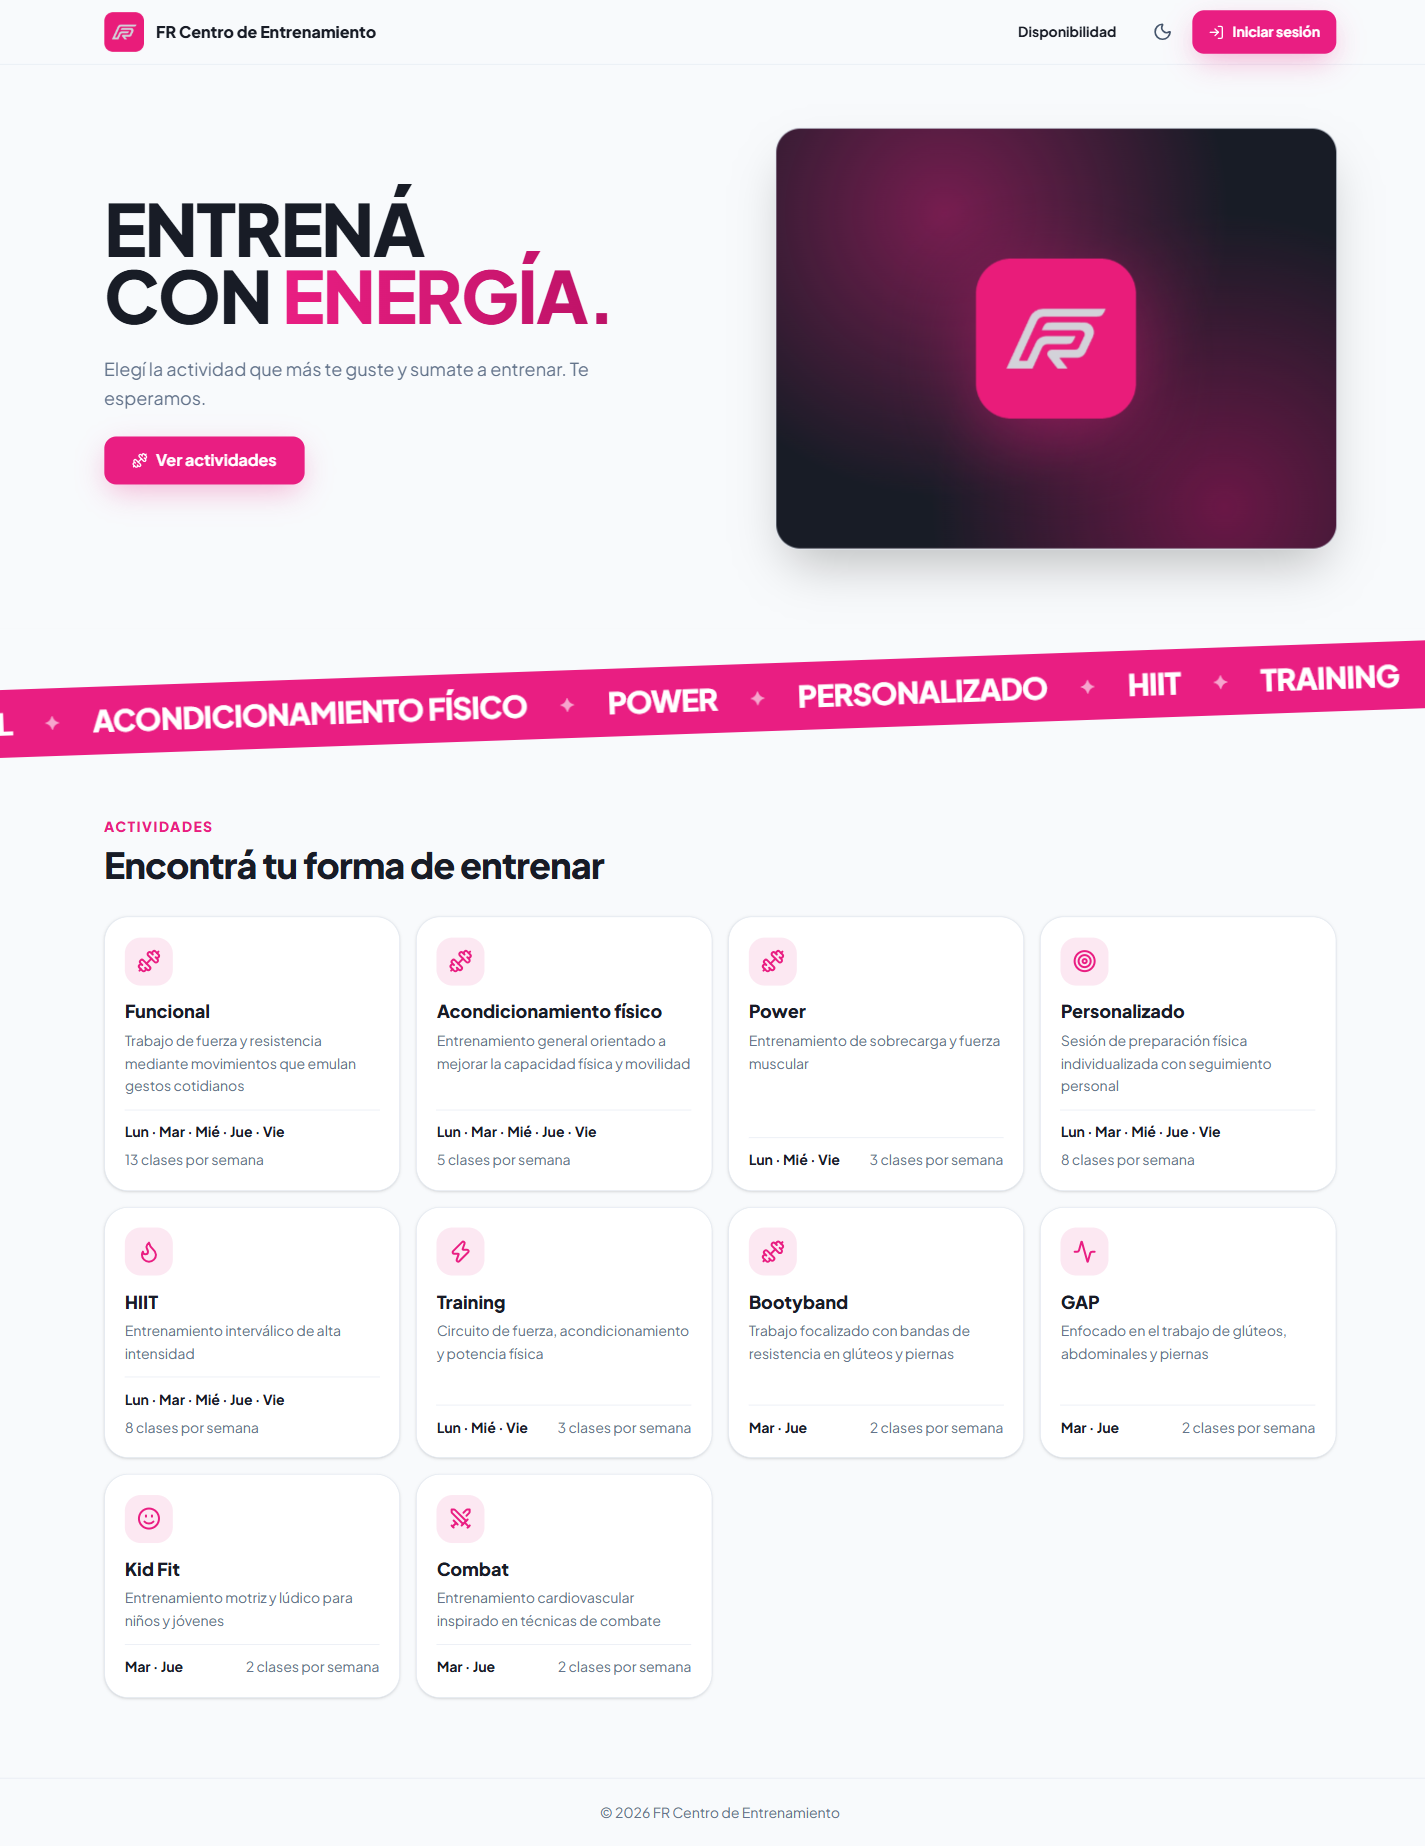 FR Centro de Entrenamiento
Disponibilidad
Iniciar sesión
ENTRENÁ
CON ENERGÍA.
Elegí la actividad que más te guste y sumate a entrenar. Te
esperamos.
Ver actividades
FR
L ✦ ACONDICIONAMIENTO FÍSICO ✦ POWER ✦ PERSONALIZADO ✦ HIIT ✦ TRAINING
ACTIVIDADES
Encontrá tu forma de entrenar
Funcional
Trabajo de fuerza y resistencia
mediante movimientos que emulan
gestos cotidianos
Lun · Mar · Mié · Jue · Vie
13 clases por semana
Acondicionamiento físico
Entrenamiento general orientado a
mejorar la capacidad física y movilidad
Lun · Mar · Mié · Jue · Vie
5 clases por semana
Power
Entrenamiento de sobrecarga y fuerza
muscular
Lun · Mié · Vie 3 clases por semana
Personalizado
Sesión de preparación física
individualizada con seguimiento
personal
Lun · Mar · Mié · Jue · Vie
8 clases por semana
HIIT
Entrenamiento interválico de alta
intensidad
Lun · Mar · Mié · Jue · Vie
8 clases por semana
Training
Circuito de fuerza, acondicionamiento
y potencia física
Lun · Mié · Vie 3 clases por semana
Bootyband
Trabajo focalizado con bandas de
resistencia en glúteos y piernas
Mar · Jue 2 clases por semana
GAP
Enfocado en el trabajo de glúteos,
abdominales y piernas
Mar · Jue 2 clases por semana
Kid Fit
Entrenamiento motriz y lúdico para
niños y jóvenes
Mar · Jue 2 clases por semana
Combat
Entrenamiento cardiovascular
inspirado en técnicas de combate
Mar · Jue 2 clases por semana
© 2026 FR Centro de Entrenamiento